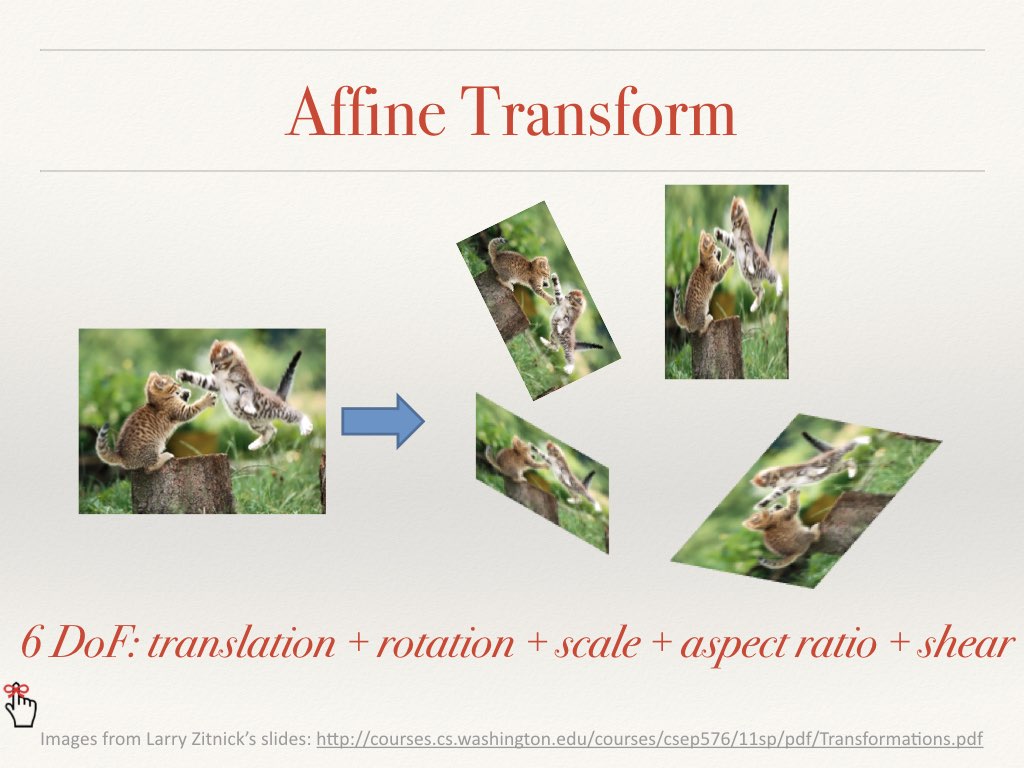 Affine Transform
6 DoF: translation + rotation + scale + aspect ratio + shear
Images from Larry Zitnick’s slides: http://courses.cs.washington.edu/courses/csep576/11sp/pdf/Transformations.pdf